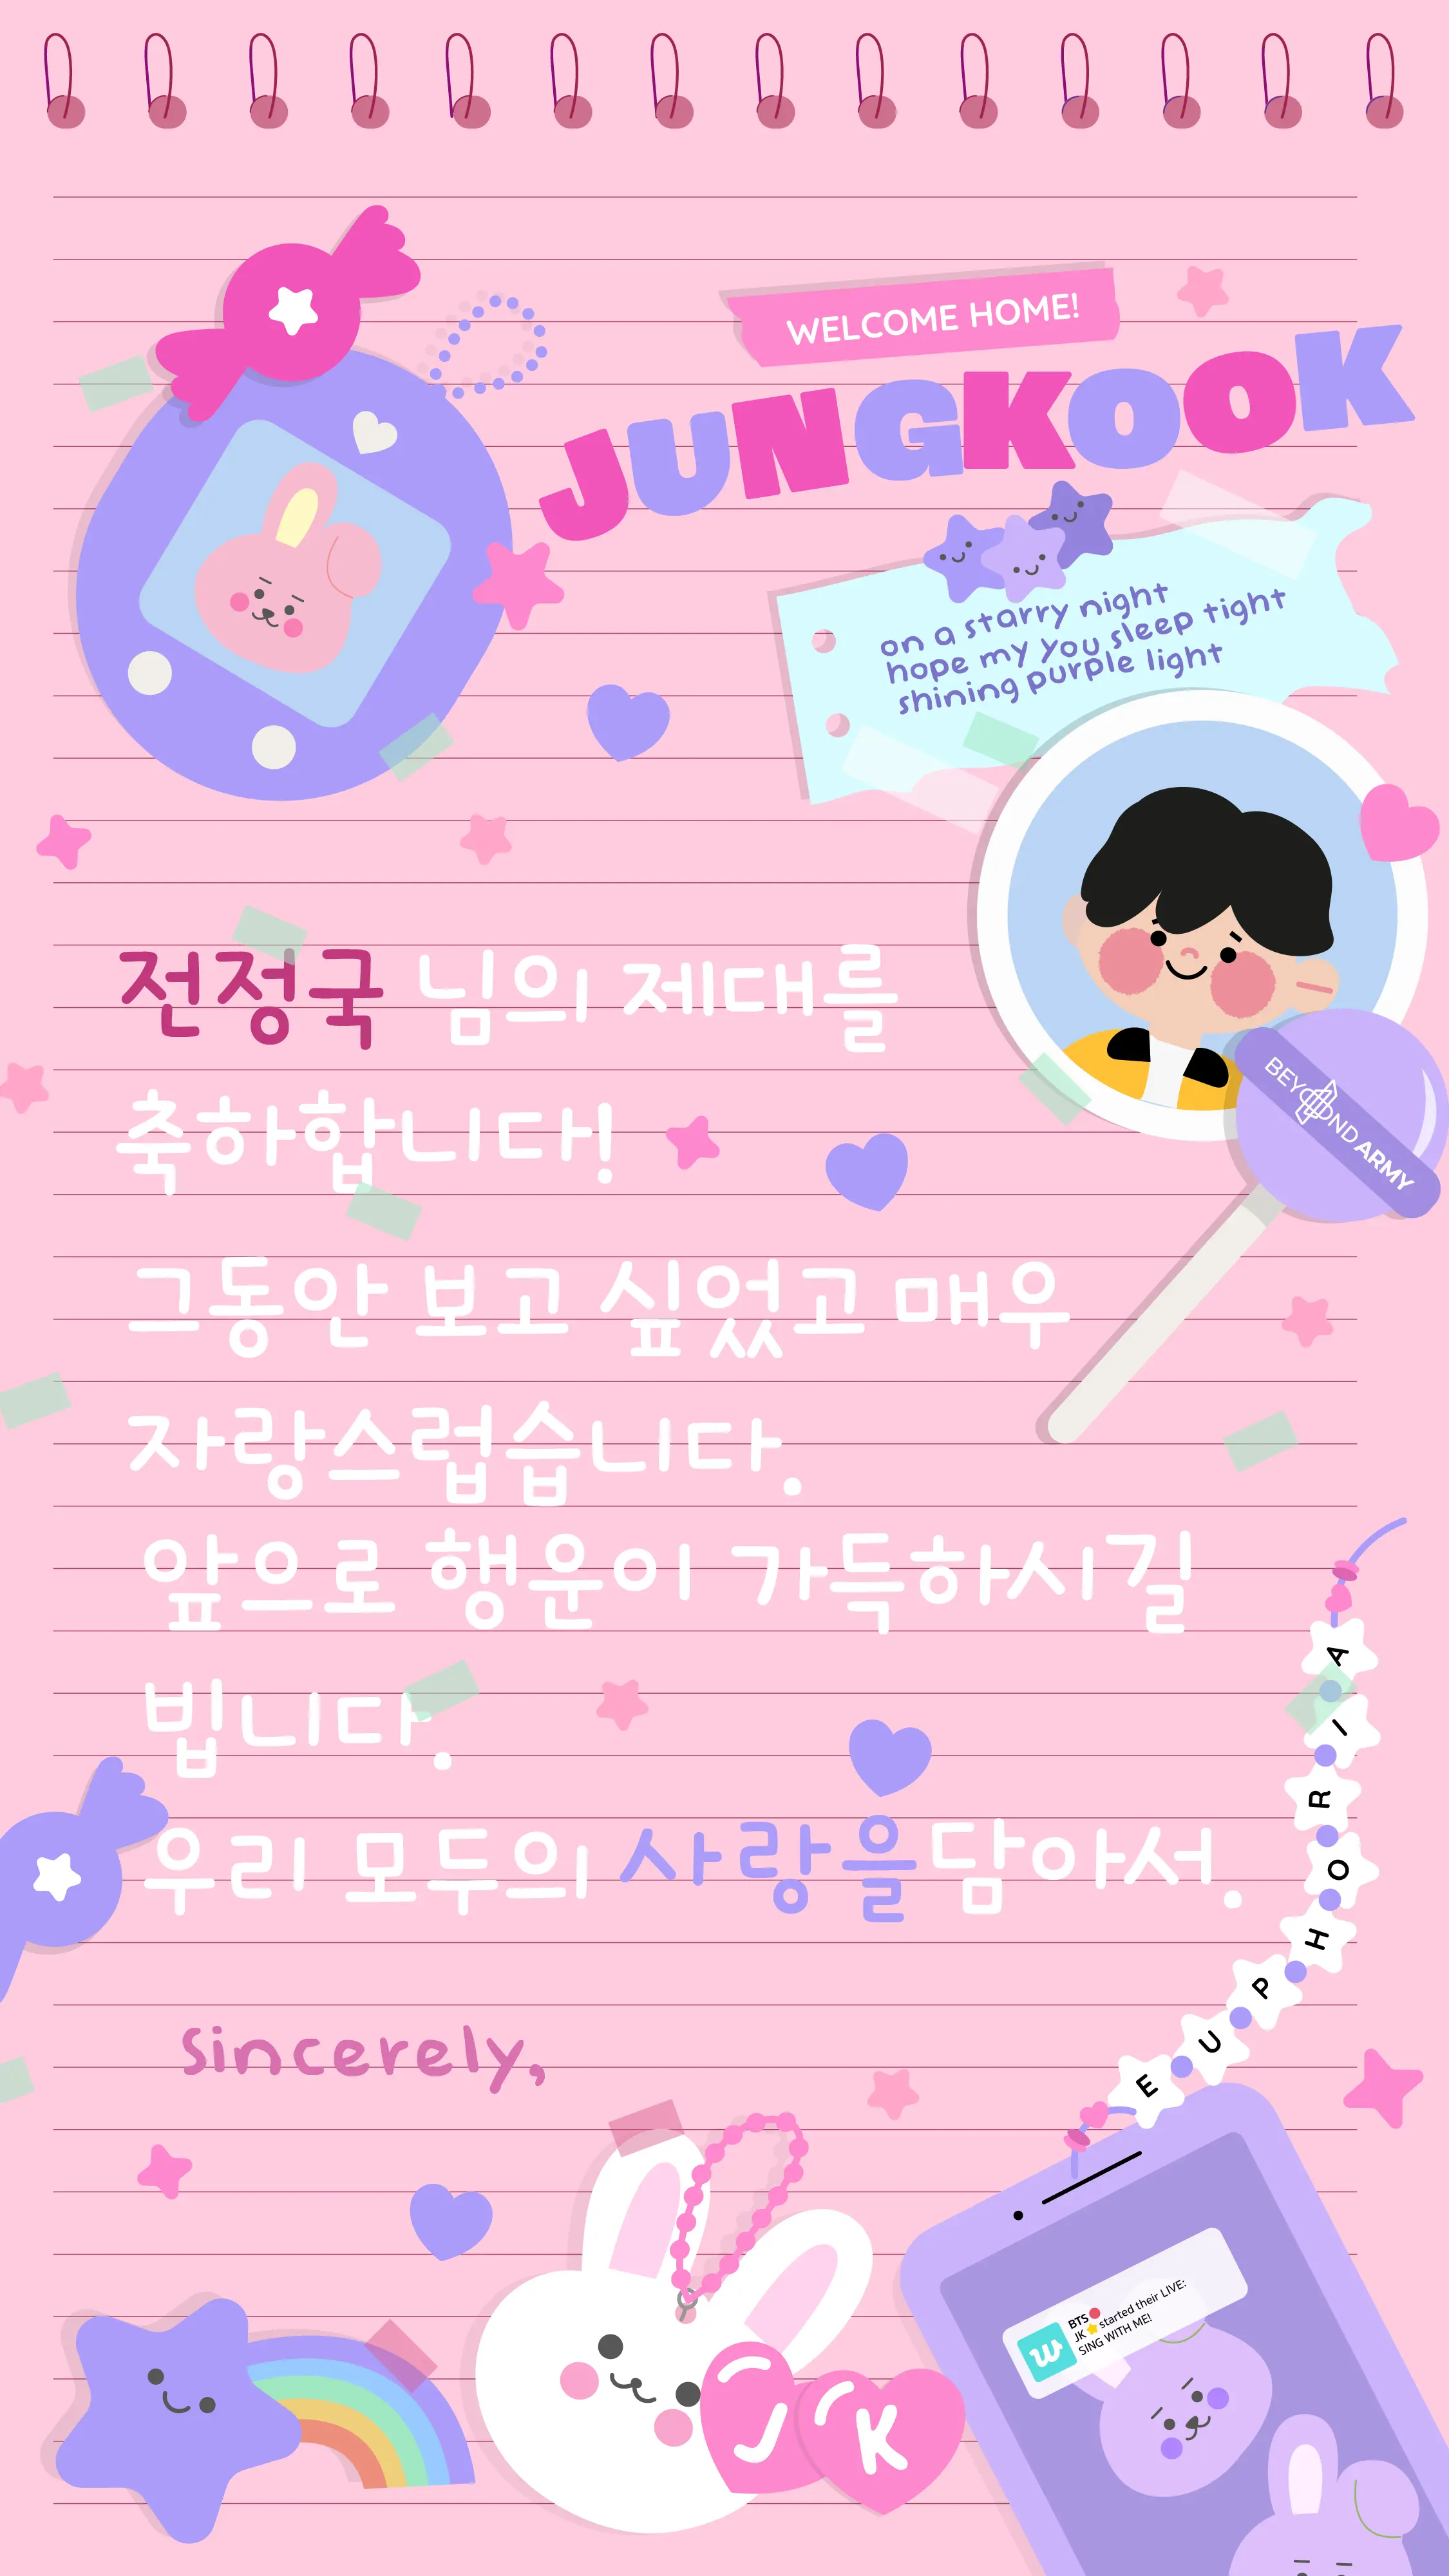 WELCOME HOME!
JUNGKOOK
on a starry night
hope my you sleep tight
shining purple light
전정국 님의 제대를
축하합니다!
BEYOND ARMY
그동안 보고 싶었고 매우
자랑스럽습니다.
앞으로 행운이 가득하시길
빕니다.
우리 모두의 사랑을담아서.
EUPHORIA
sincerely,
BTS
JK started their LIVE:
SING WITH ME!
J K